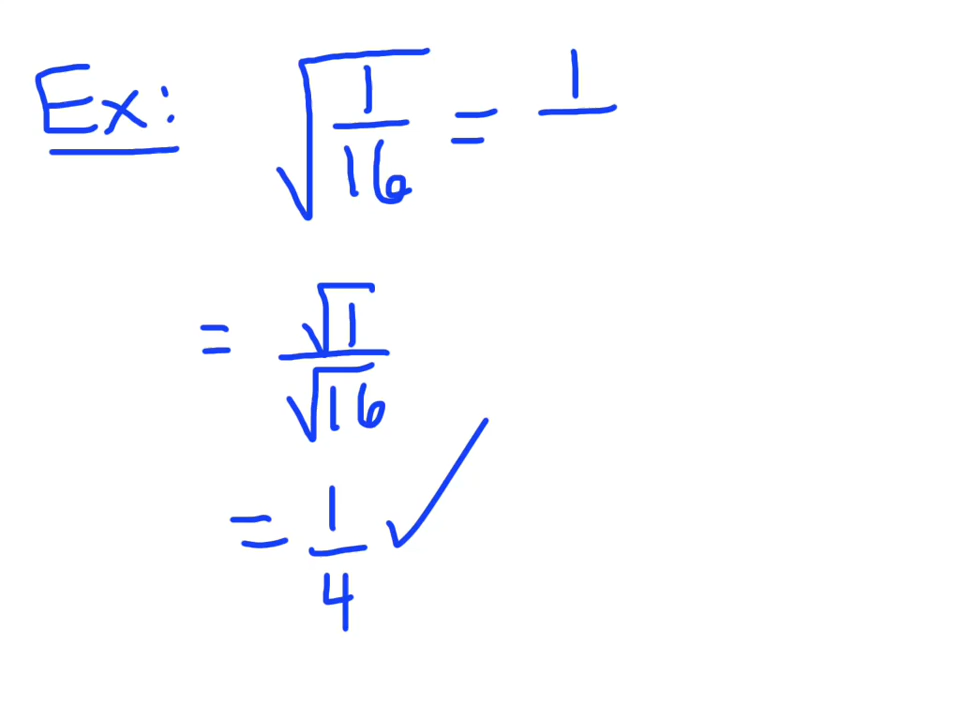 Ex: √(1/16) = 1/
= √1/√16
= 1/4 ✓